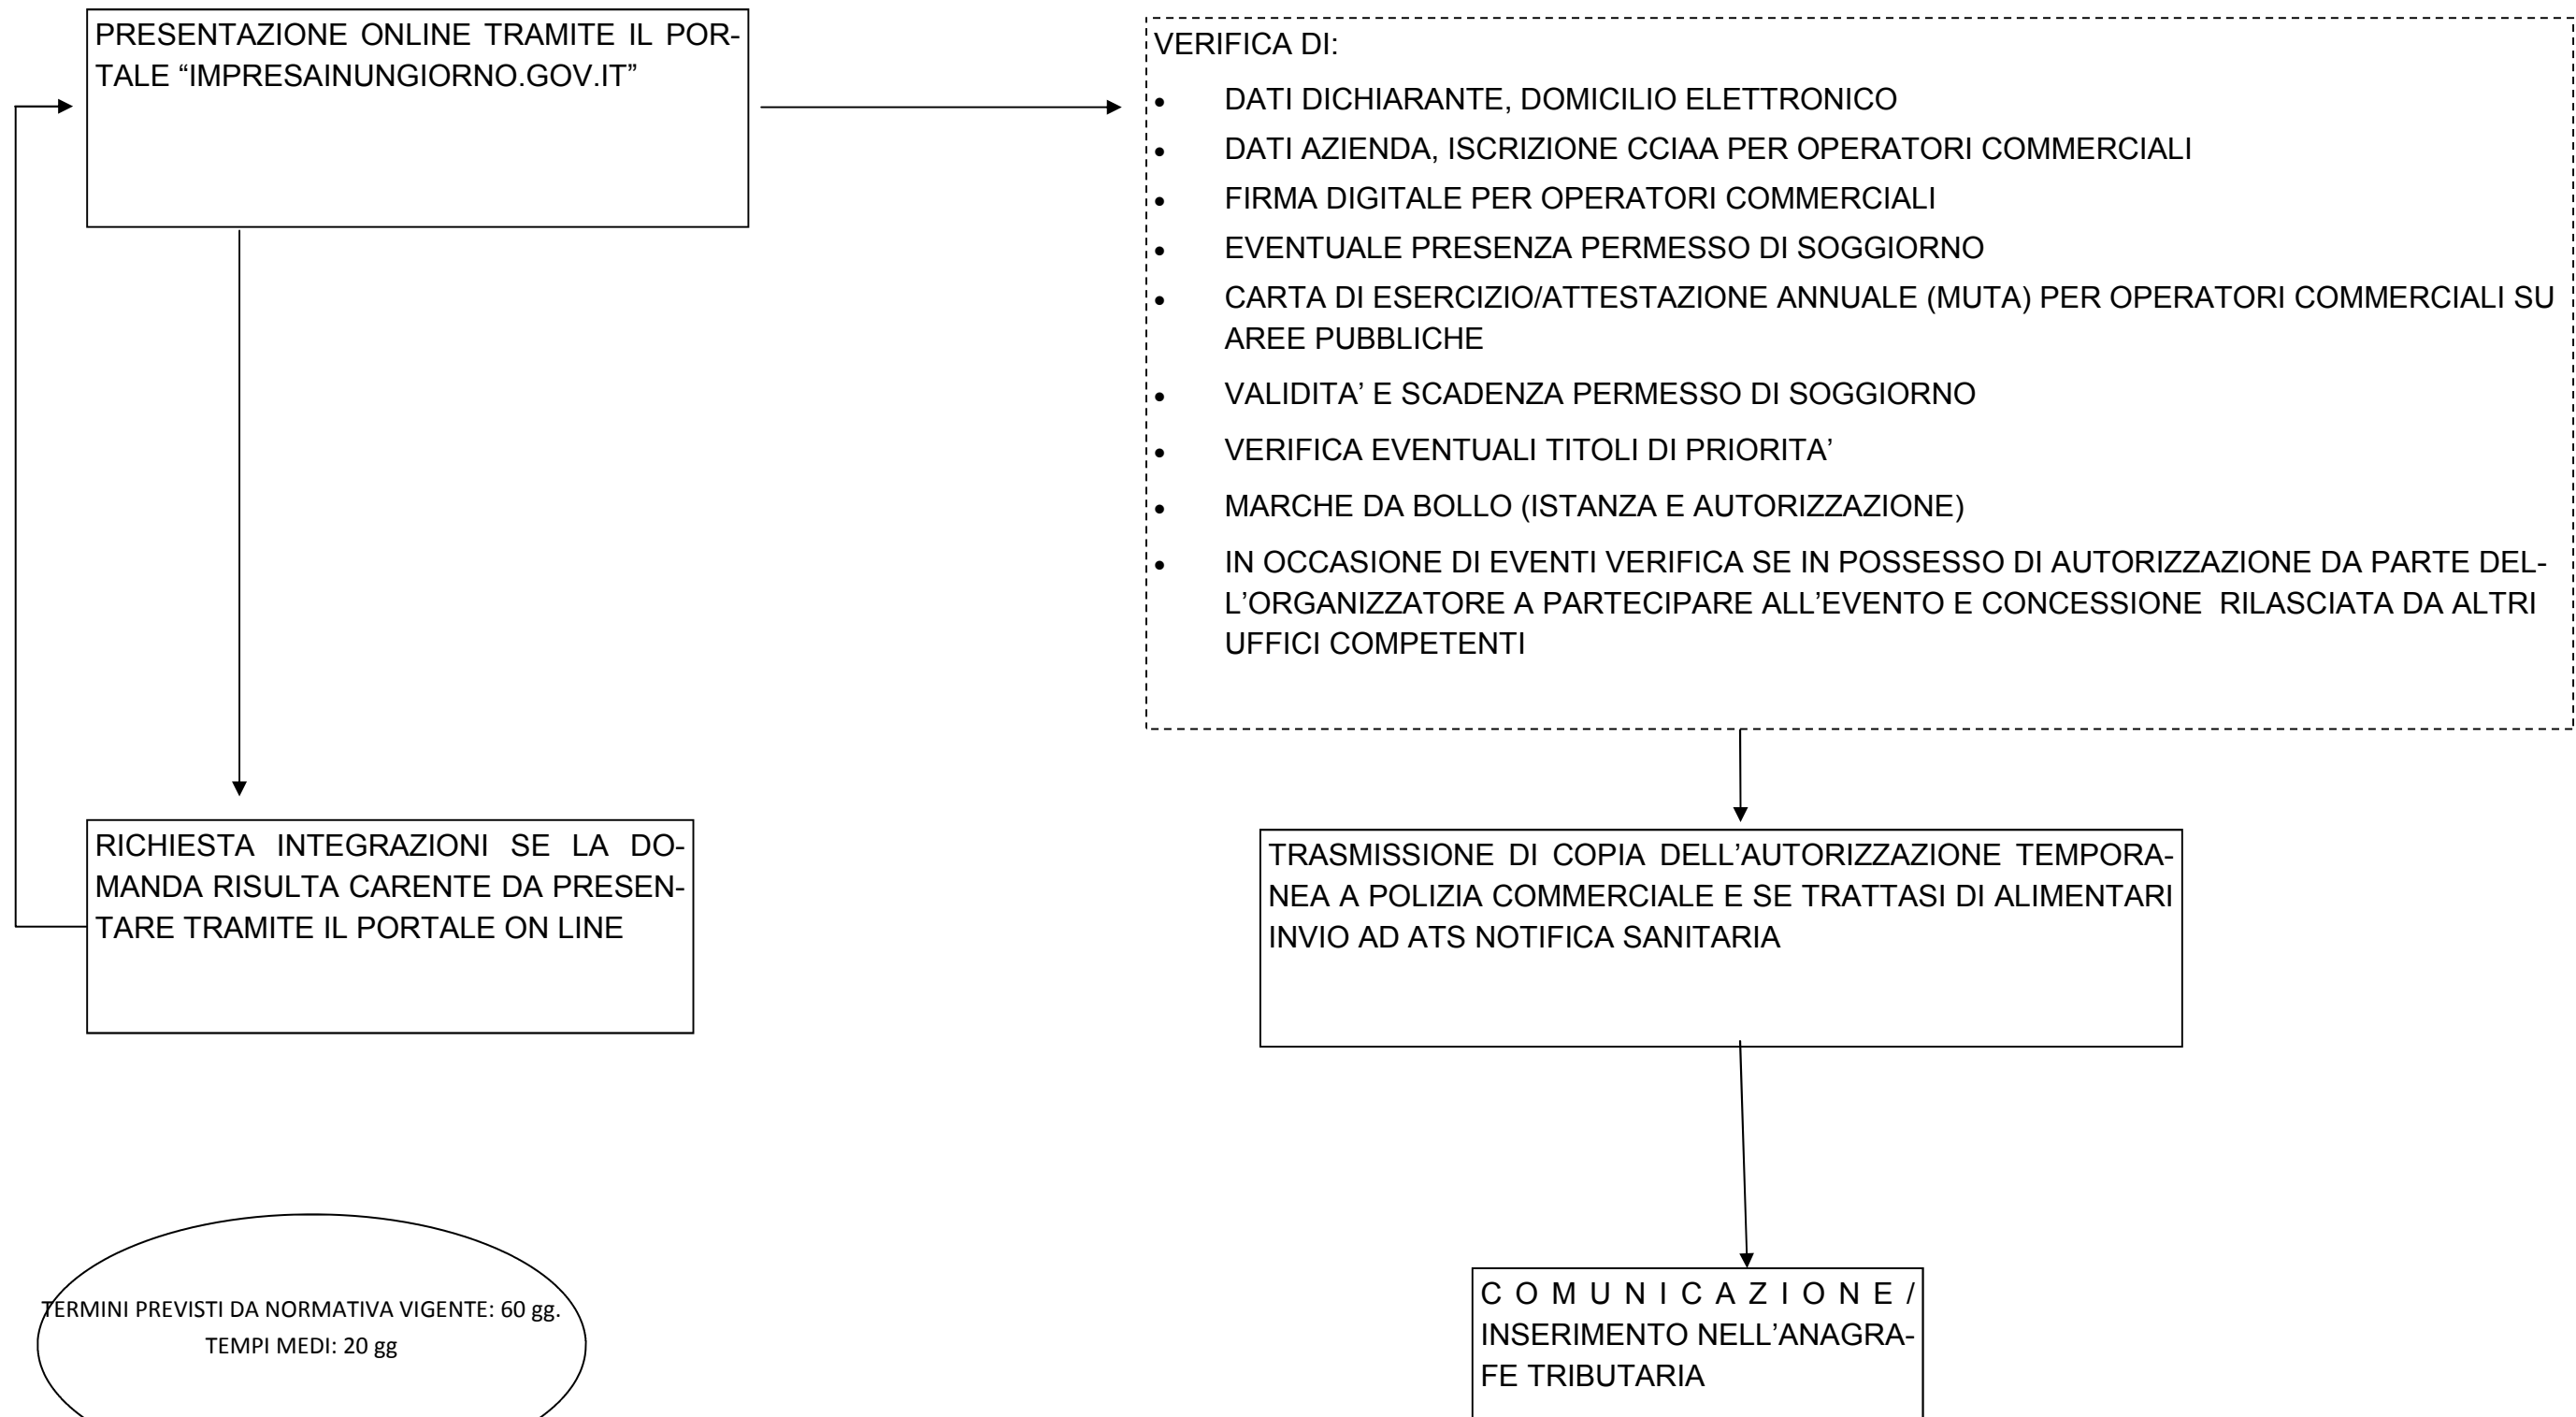 PRESENTAZIONE ONLINE TRAMITE IL POR-
TALE “IMPRESAINUNGIORNO.GOV.IT”
VERIFICA DI:
• DATI DICHIARANTE, DOMICILIO ELETTRONICO
• DATI AZIENDA, ISCRIZIONE CCIAA PER OPERATORI COMMERCIALI
• FIRMA DIGITALE PER OPERATORI COMMERCIALI
• EVENTUALE PRESENZA PERMESSO DI SOGGIORNO
• CARTA DI ESERCIZIO/ATTESTAZIONE ANNUALE (MUTA) PER OPERATORI COMMERCIALI SU
AREE PUBBLICHE
• VALIDITA’ E SCADENZA PERMESSO DI SOGGIORNO
• VERIFICA EVENTUALI TITOLI DI PRIORITA’
• MARCHE DA BOLLO (ISTANZA E AUTORIZZAZIONE)
• IN OCCASIONE DI EVENTI VERIFICA SE IN POSSESSO DI AUTORIZZAZIONE DA PARTE DEL-
L’ORGANIZZATORE A PARTECIPARE ALL’EVENTO E CONCESSIONE RILASCIATA DA ALTRI
UFFICI COMPETENTI
RICHIESTA INTEGRAZIONI SE LA DO-
MANDA RISULTA CARENTE DA PRESEN-
TARE TRAMITE IL PORTALE ON LINE
TRASMISSIONE DI COPIA DELL’AUTORIZZAZIONE TEMPORA-
NEA A POLIZIA COMMERCIALE E SE TRATTASI DI ALIMENTARI
INVIO AD ATS NOTIFICA SANITARIA
TERMINI PREVISTI DA NORMATIVA VIGENTE: 60 gg.
TEMPI MEDI: 20 gg
COMUNICAZIONE/
INSERIMENTO NELL’ANAGRA-
FE TRIBUTARIA